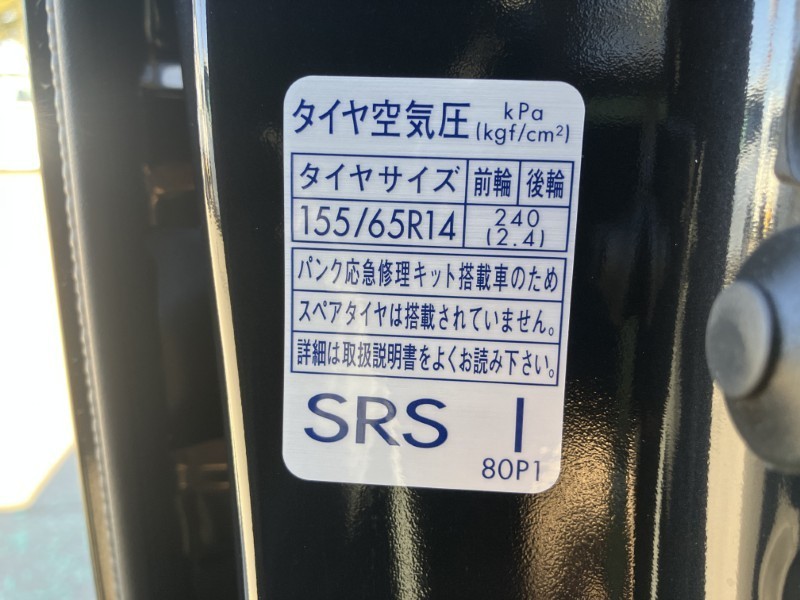 タイヤ空気圧 kPa
(kgf/cm²)
タイヤサイズ 前輪 後輪
155/65R14 240
(2.4)
パンク応急修理キット搭載車のため
スペアタイヤは搭載されていません。
詳細は取扱説明書をよくお読み下さい。
SRS I
80P1